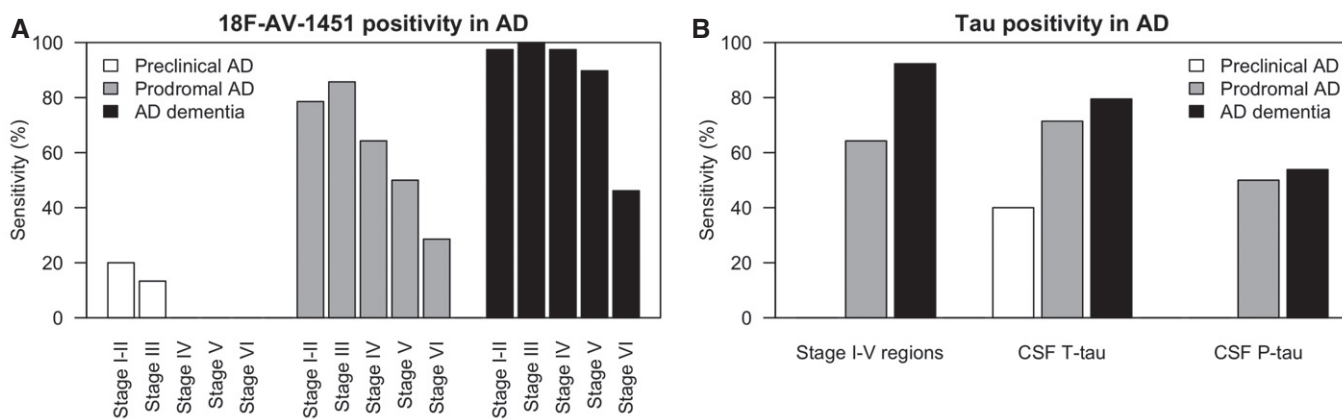 A
18F-AV-1451 positivity in AD
Sensitivity (%)
100
80
60
40
20
0
Preclinical AD
Prodromal AD
AD dementia
Stage I-II
Stage III
Stage IV
Stage V
Stage VI
Stage I-II
Stage III
Stage IV
Stage V
Stage VI
Stage I-II
Stage III
Stage IV
Stage V
Stage VI
B
Tau positivity in AD
Sensitivity (%)
100
80
60
40
20
0
Preclinical AD
Prodromal AD
AD dementia
Stage I-V regions
CSF T-tau
CSF P-tau